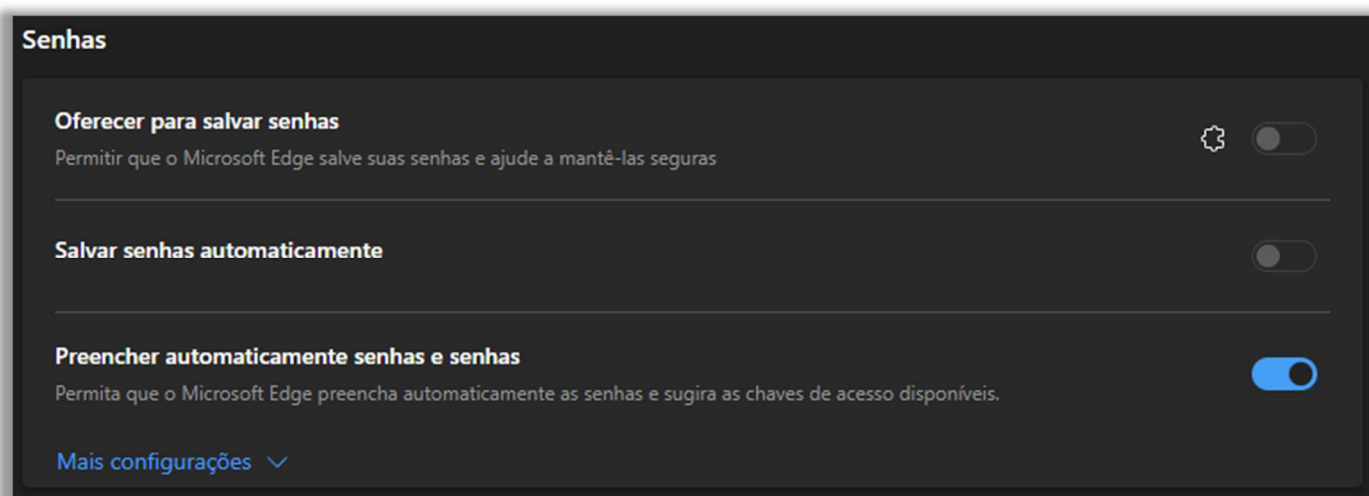 Senhas
Oferecer para salvar senhas
Permitir que o Microsoft Edge salve suas senhas e ajude a mantê-las seguras
Salvar senhas automaticamente
Preencher automaticamente senhas e senhas
Permita que o Microsoft Edge preencha automaticamente as senhas e sugira as chaves de acesso disponíveis.
Mais configurações